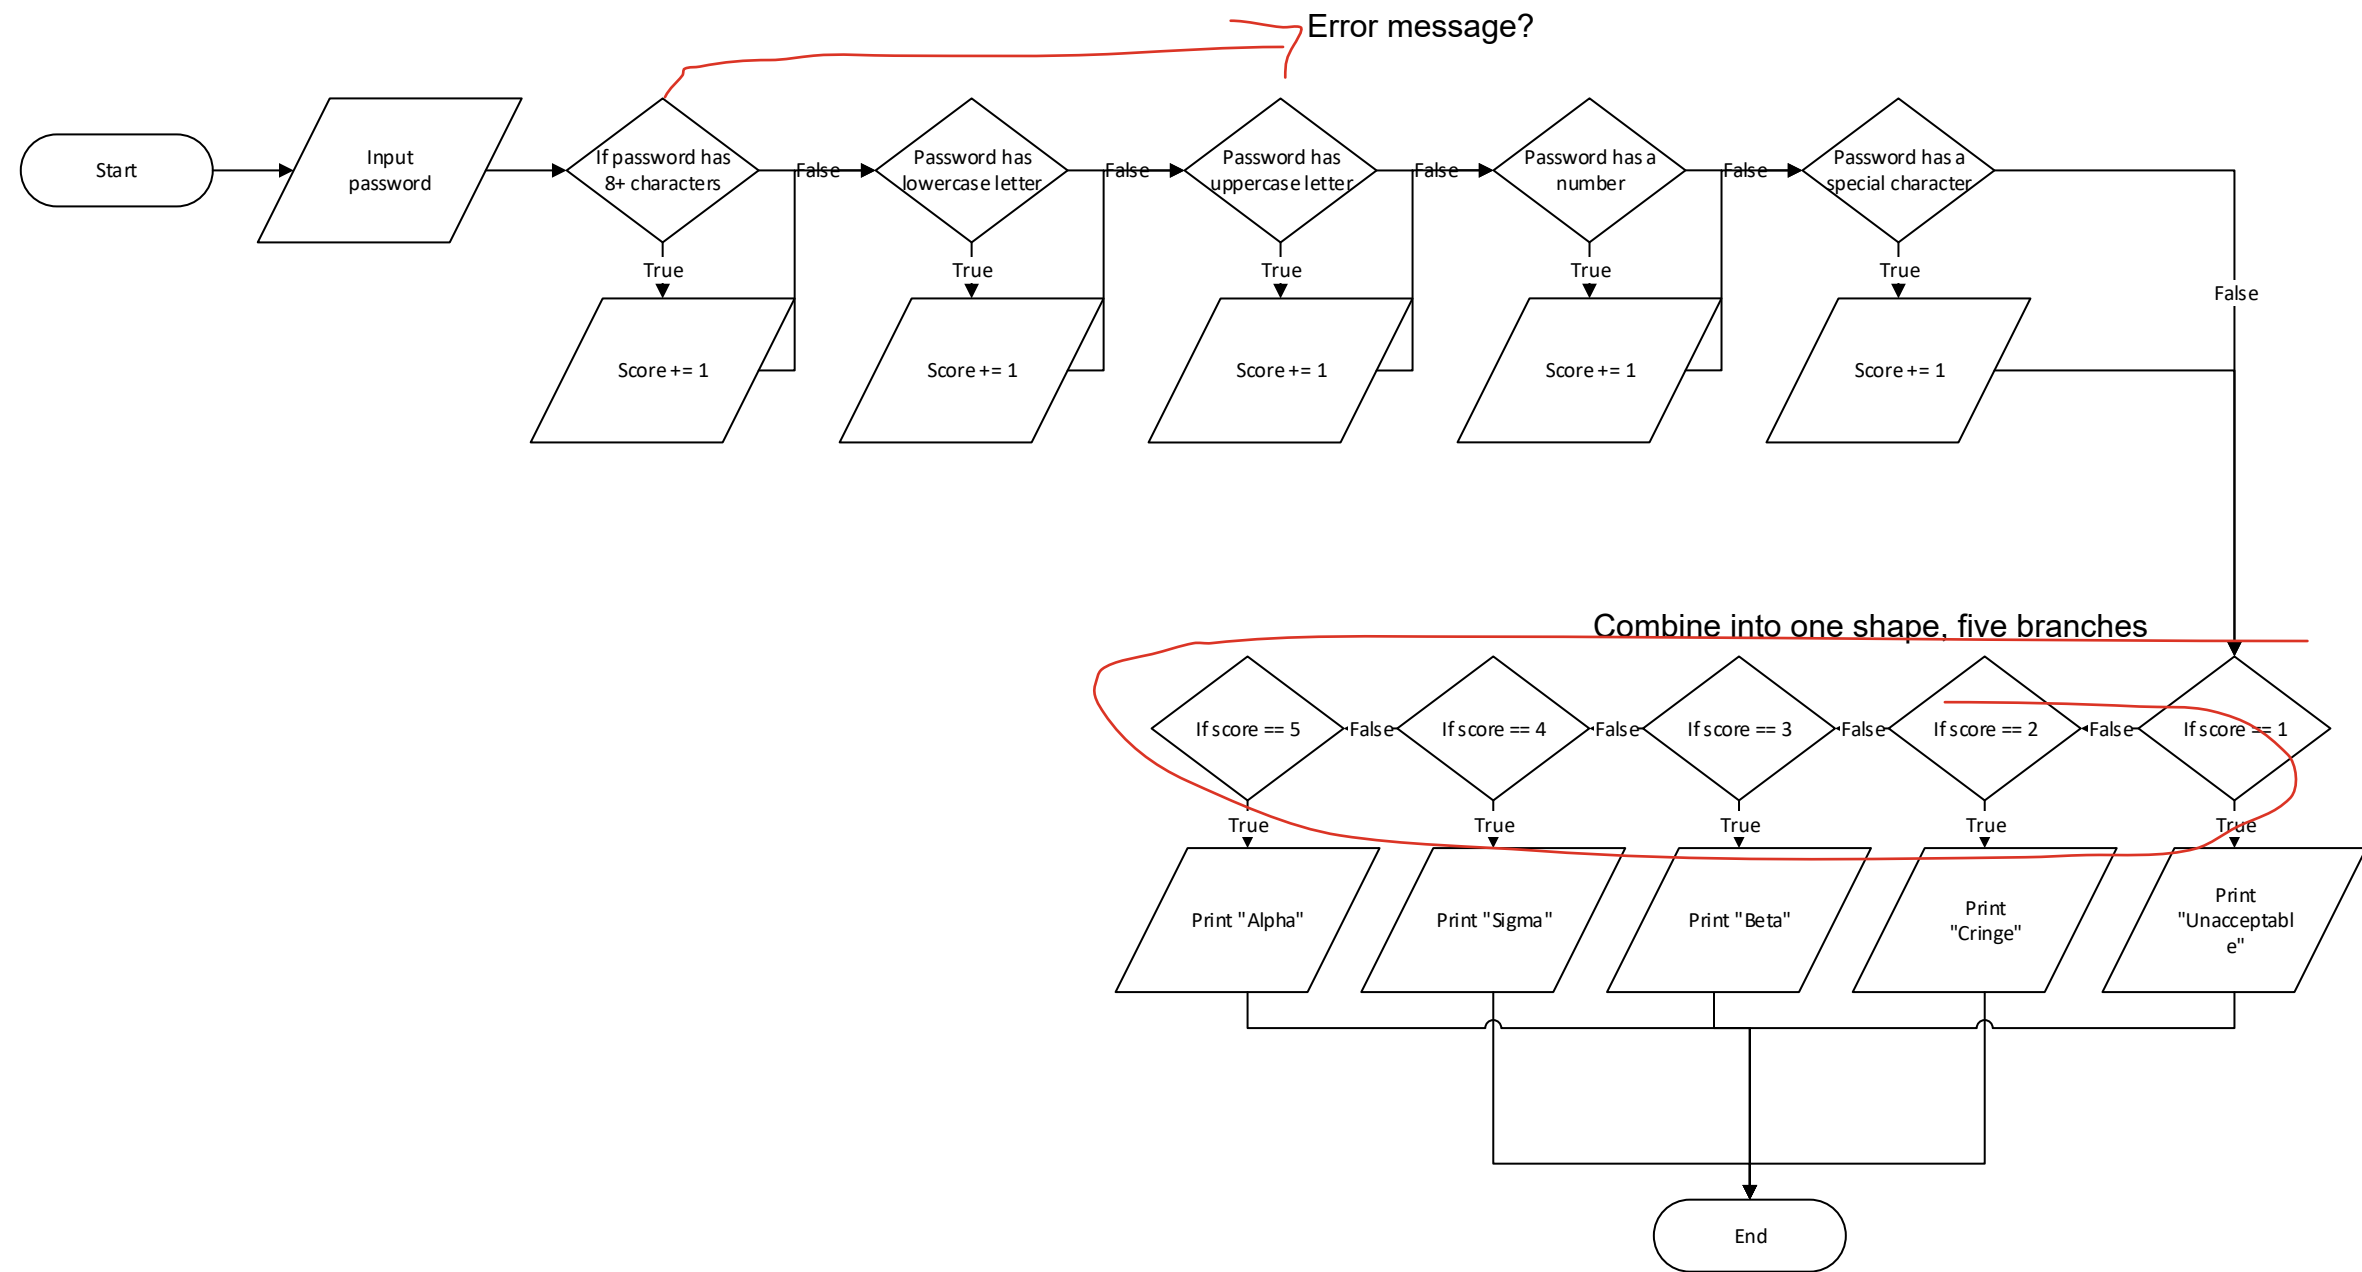 Error message?
Start
Input
password
If password has
8+ characters
False
Password has
lowercase letter
False
Password has
uppercase letter
False
Password has a
number
False
Password has a
special character
True
True
True
True
True
False
Score += 1
Score += 1
Score += 1
Score += 1
Score += 1
Combine into one shape, five branches
If score == 5
False
If score == 4
False
If score == 3
False
If score == 2
False
If score == 1
True
True
True
True
True
Print "Alpha"
Print "Sigma"
Print "Beta"
Print
"Cringe"
Print
"Unacceptabl
e"
End